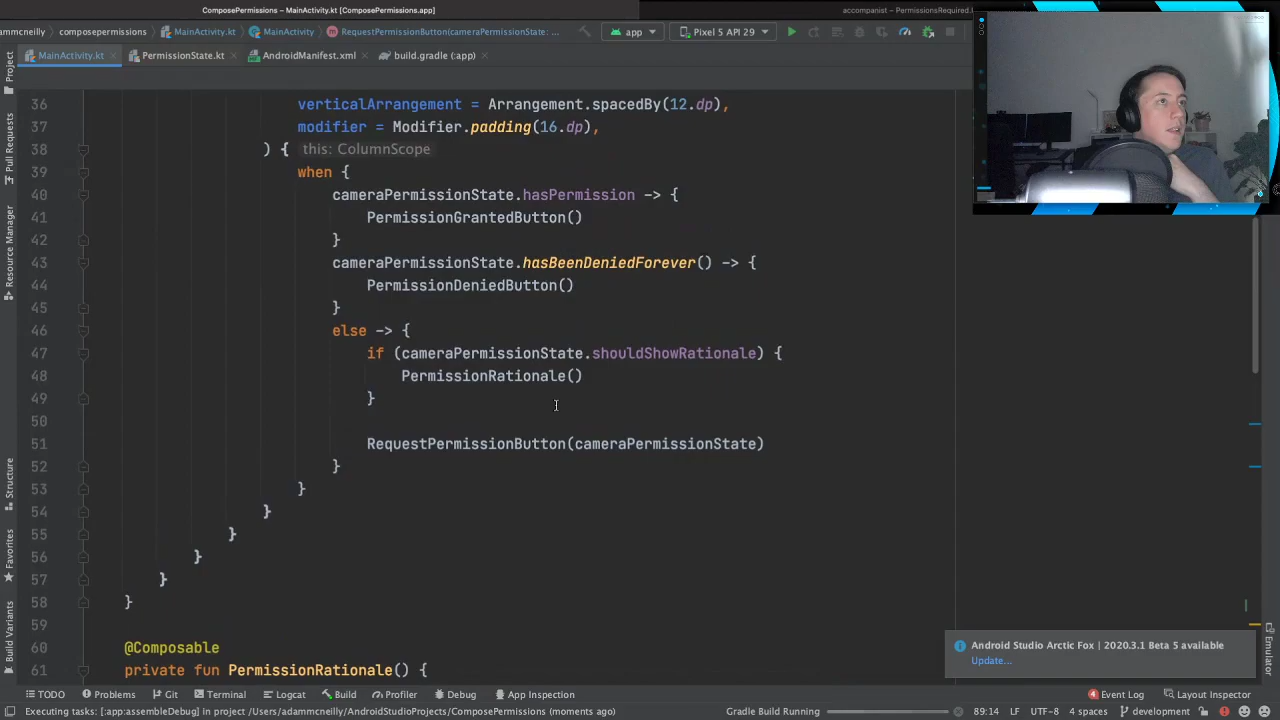 ComposePermissions – MainActivity.kt [ComposePermissions.app]
accompanist – PermissionsRequired.
ammcneilly
composepermissions
MainActivity.kt
MainActivity
RequestPermissionButton(cameraPermissionState: ...
app
Pixel 5 API 29
MainActivity.kt
PermissionState.kt
AndroidManifest.xml
build.gradle (:app)
Project
Pull Requests
Resource Manager
Structure
Favorites
Build Variants
36 verticalArrangement = Arrangement.spacedBy(12.dp),
37 modifier = Modifier.padding(16.dp),
38 ) { this: ColumnScope
39 when {
40 cameraPermissionState.hasPermission -> {
41 PermissionGrantedButton()
42 }
43 cameraPermissionState.hasBeenDeniedForever() -> {
44 PermissionDeniedButton()
45 }
46 else -> {
47 if (cameraPermissionState.shouldShowRationale) {
48 PermissionRationale()
49 }
50
51 RequestPermissionButton(cameraPermissionState)
52 }
53 }
54 }
55 }
56 }
57 }
58 }
59
60 @Composable
61 private fun PermissionRationale() {
Android Studio Arctic Fox | 2020.3.1 Beta 5 available
Update...
Emulator
TODO
Problems
Git
Terminal
Logcat
Build
Profiler
Debug
App Inspection
4 Event Log
Layout Inspector
Executing tasks: [:app:assembleDebug] in project /Users/adammcneilly/AndroidStudioProjects/ComposePermissions (moments ago)
Gradle Build Running
89:14
LF
UTF-8
4 spaces
development